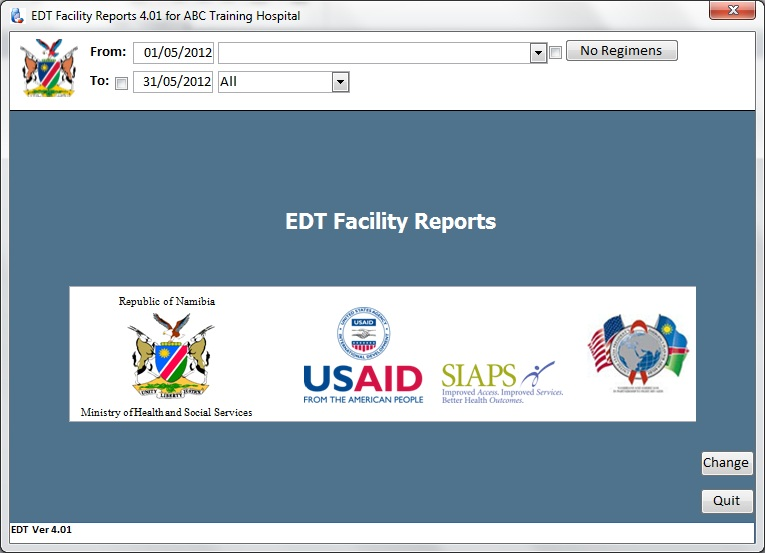 EDT Facility Reports 4.01 for ABC Training Hospital
From: 01/05/2012
No Regimens
To: 31/05/2012 All
EDT Facility Reports
Republic of Namibia
UNITY LIBERTY JUSTICE
Ministry of Health and Social Services
UNITED STATES AGENCY
USAID
INTERNATIONAL DEVELOPMENT
USAID
FROM THE AMERICAN PEOPLE
SIAPS
Improved Access. Improved Services.
Better Health Outcomes.
Change
Quit
EDT Ver 4.01